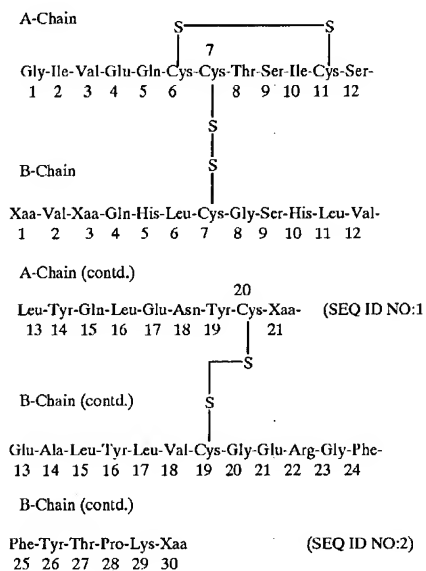 A-Chain
S S
7
Gly-Ile-Val-Glu-Gln-Cys-Cys-Thr-Ser-Ile-Cys-Ser-
1 2 3 4 5 6 8 9 10 11 12
S
S
B-Chain
Xaa-Val-Xaa-Gln-His-Leu-Cys-Gly-Ser-His-Leu-Val-
1 2 3 4 5 6 7 8 9 10 11 12
A-Chain (contd.)
20
Leu-Tyr-Gln-Leu-Glu-Asn-Tyr-Cys-Xaa- (SEQ ID NO:1
13 14 15 16 17 18 19 21
S
S
B-Chain (contd.)
Glu-Ala-Leu-Tyr-Leu-Val-Cys-Gly-Glu-Arg-Gly-Phe-
13 14 15 16 17 18 19 20 21 22 23 24
B-Chain (contd.)
Phe-Tyr-Thr-Pro-Lys-Xaa (SEQ ID NO:2)
25 26 27 28 29 30